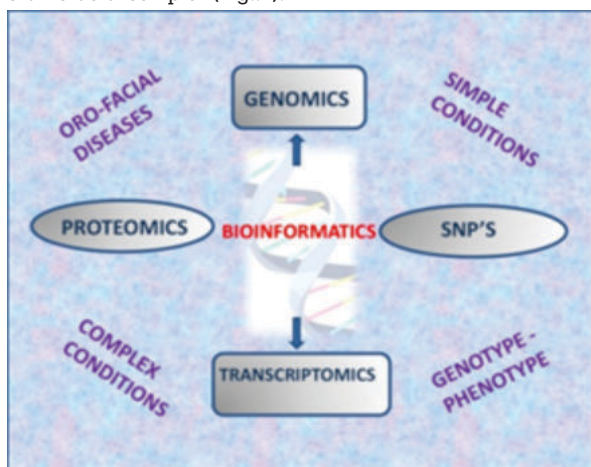 ORO-FACIAL
DISEASES
GENOMICS
SIMPLE
CONDITIONS
PROTEOMICS
BIOINFORMATICS
SNP'S
COMPLEX
CONDITIONS
TRANSCRIPTOMICS
GENOTYPE -
PHENOTYPE